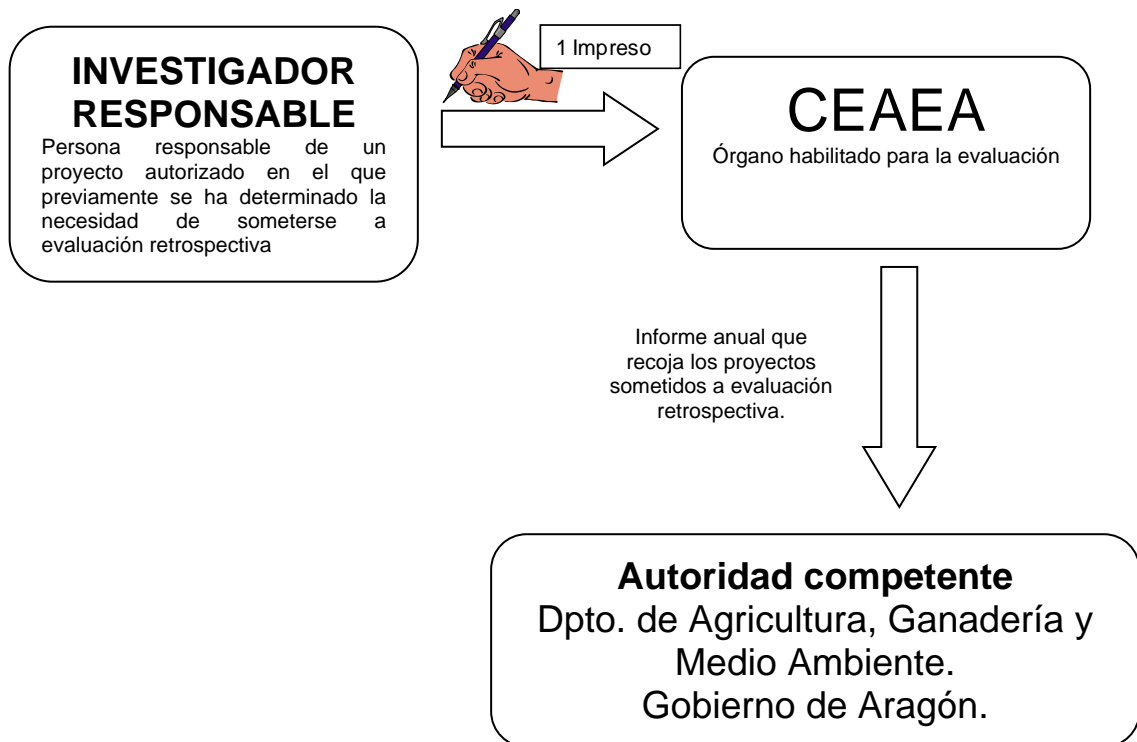 INVESTIGADOR
RESPONSABLE
Persona responsable de un
proyecto autorizado en el que
previamente se ha determinado la
necesidad de someterse a
evaluación retrospectiva
1 Impreso
CEAEA
Órgano habilitado para la evaluación
Informe anual que
recoja los proyectos
sometidos a evaluación
retrospectiva.
Autoridad competente
Dpto. de Agricultura, Ganadería y
Medio Ambiente.
Gobierno de Aragón.